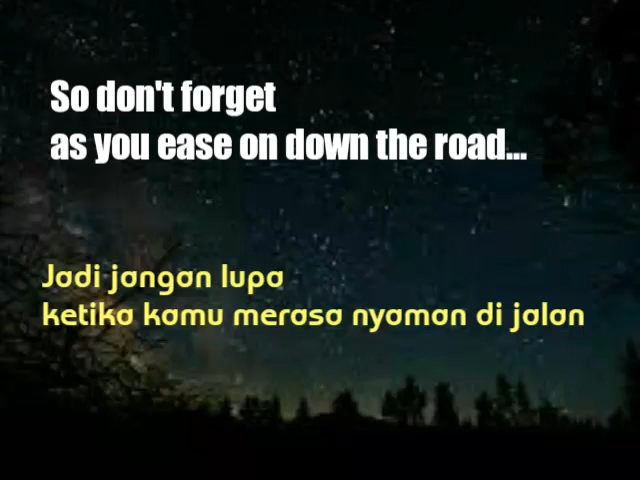 So don't forget
as you ease on down the road...
Jadi jangan lupa
ketika kamu merasa nyaman di jalan